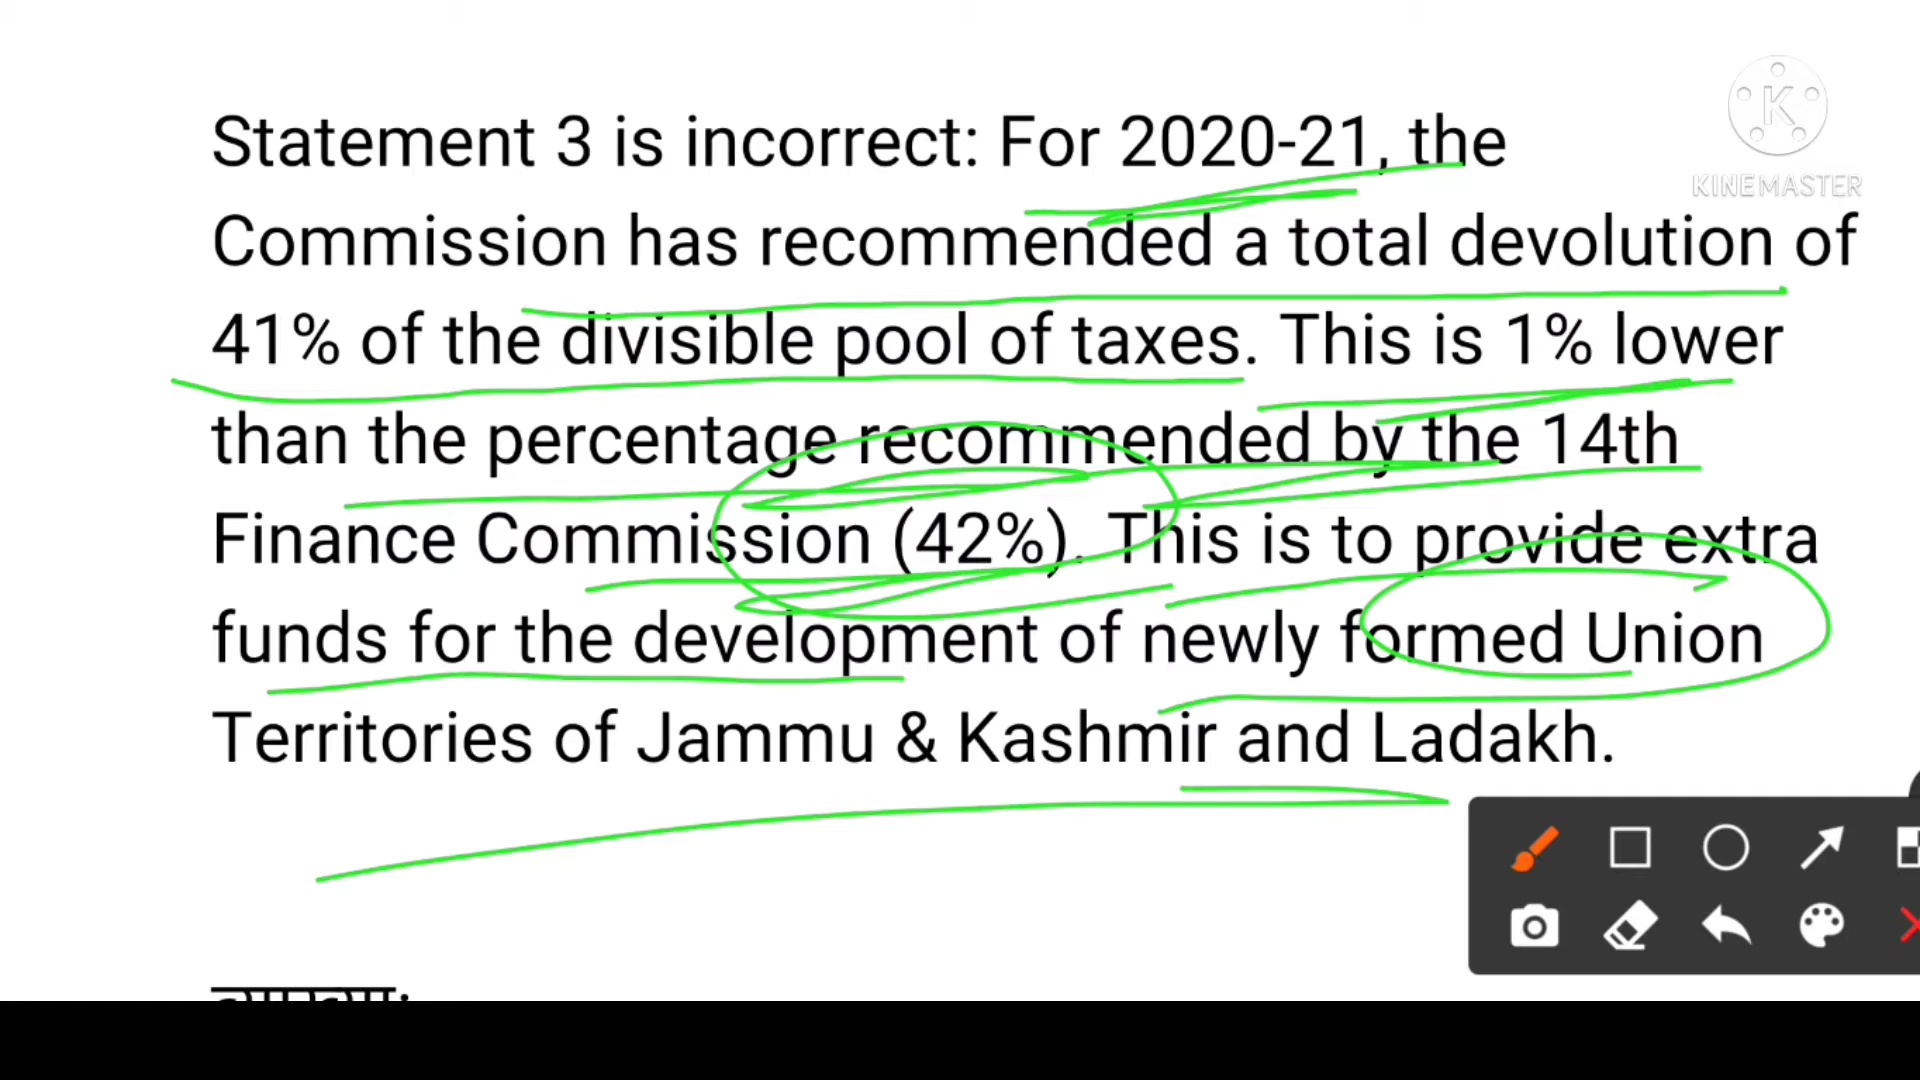 Statement 3 is incorrect: For 2020-21, the
Commission has recommended a total devolution of
41% of the divisible pool of taxes. This is 1% lower
than the percentage recommended by the 14th
Finance Commission (42%). This is to provide extra
funds for the development of newly formed Union
Territories of Jammu & Kashmir and Ladakh.
KINEMASTER